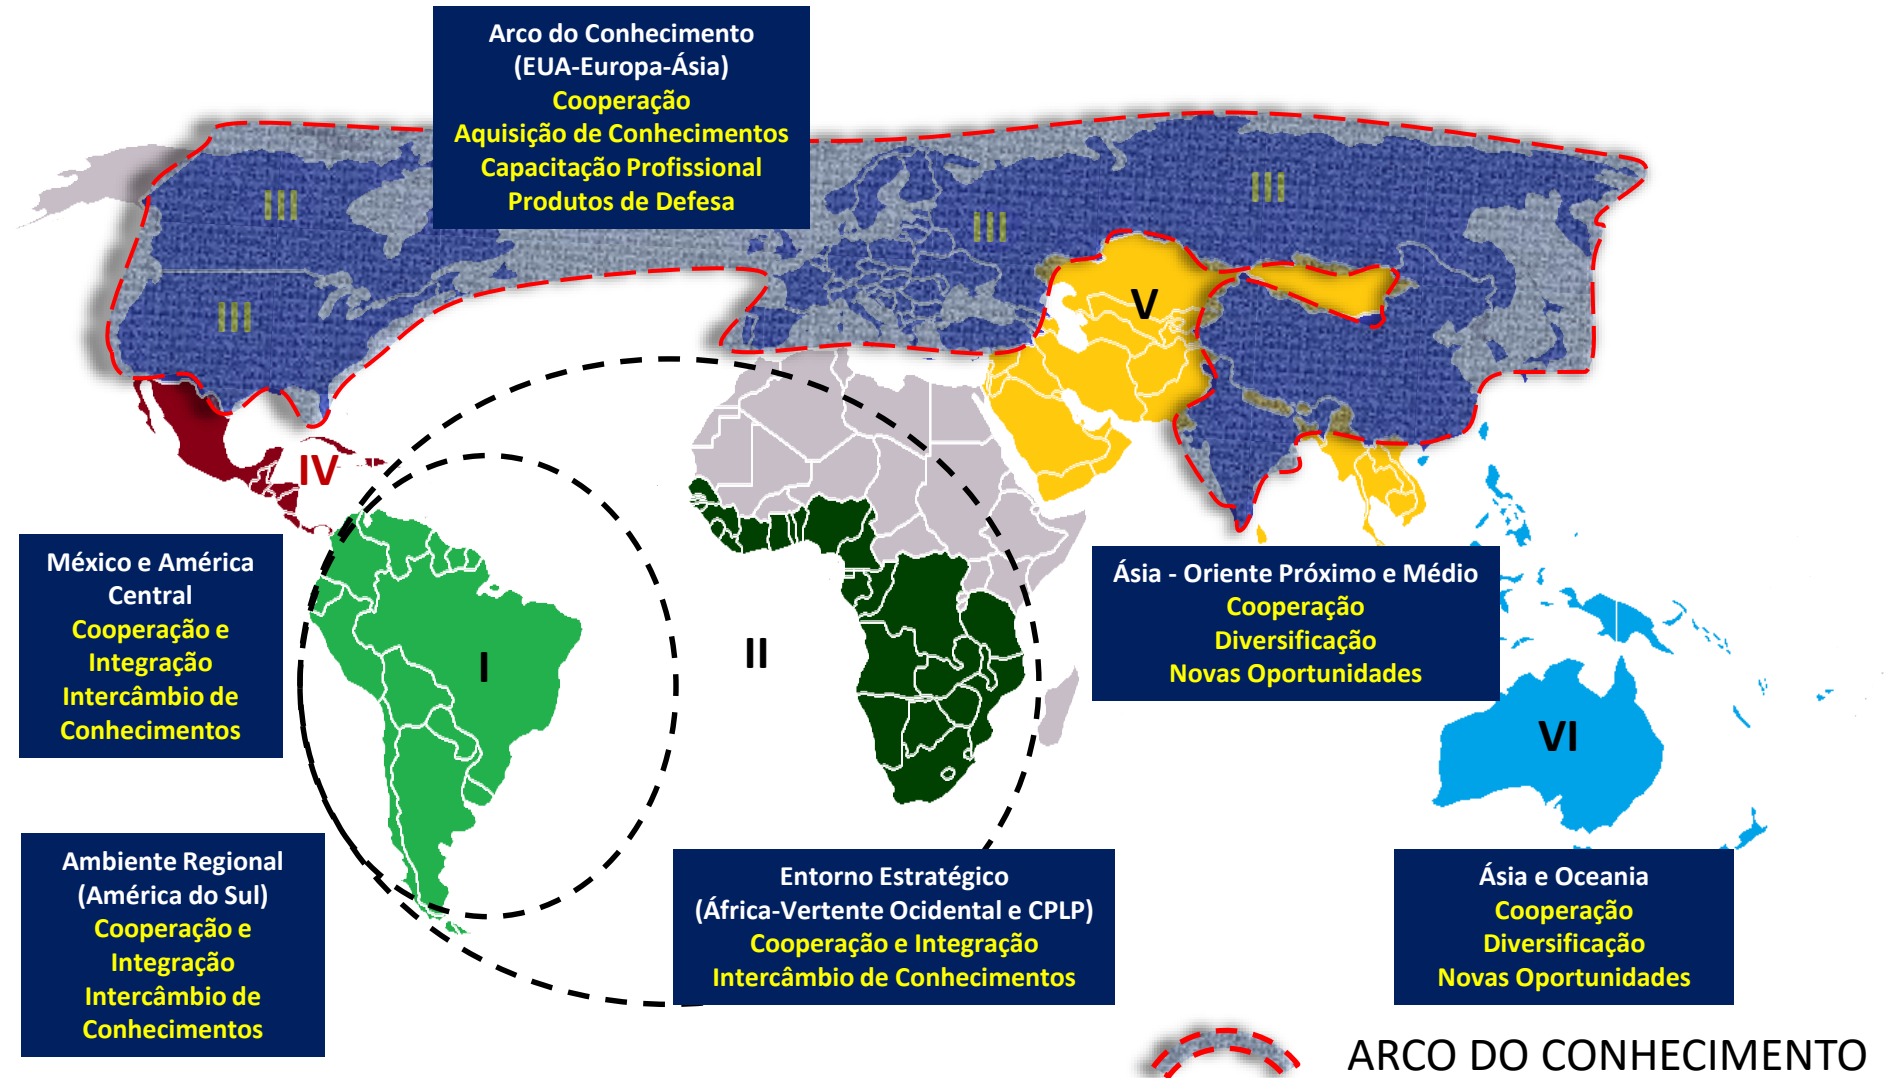 Arco do Conhecimento
(EUA-Europa-Ásia)
Cooperação
Aquisição de Conhecimentos
Capacitação Profissional
Produtos de Defesa
III
III
III
III
V
IV
México e América
Central
Cooperação e
Integração
Intercâmbio de
Conhecimentos
I
II
Ásia - Oriente Próximo e Médio
Cooperação
Diversificação
Novas Oportunidades
VI
Ambiente Regional
(América do Sul)
Cooperação e
Integração
Intercâmbio de
Conhecimentos
Entorno Estratégico
(África-Vertente Ocidental e CPLP)
Cooperação e Integração
Intercâmbio de Conhecimentos
Ásia e Oceania
Cooperação
Diversificação
Novas Oportunidades
ARCO DO CONHECIMENTO